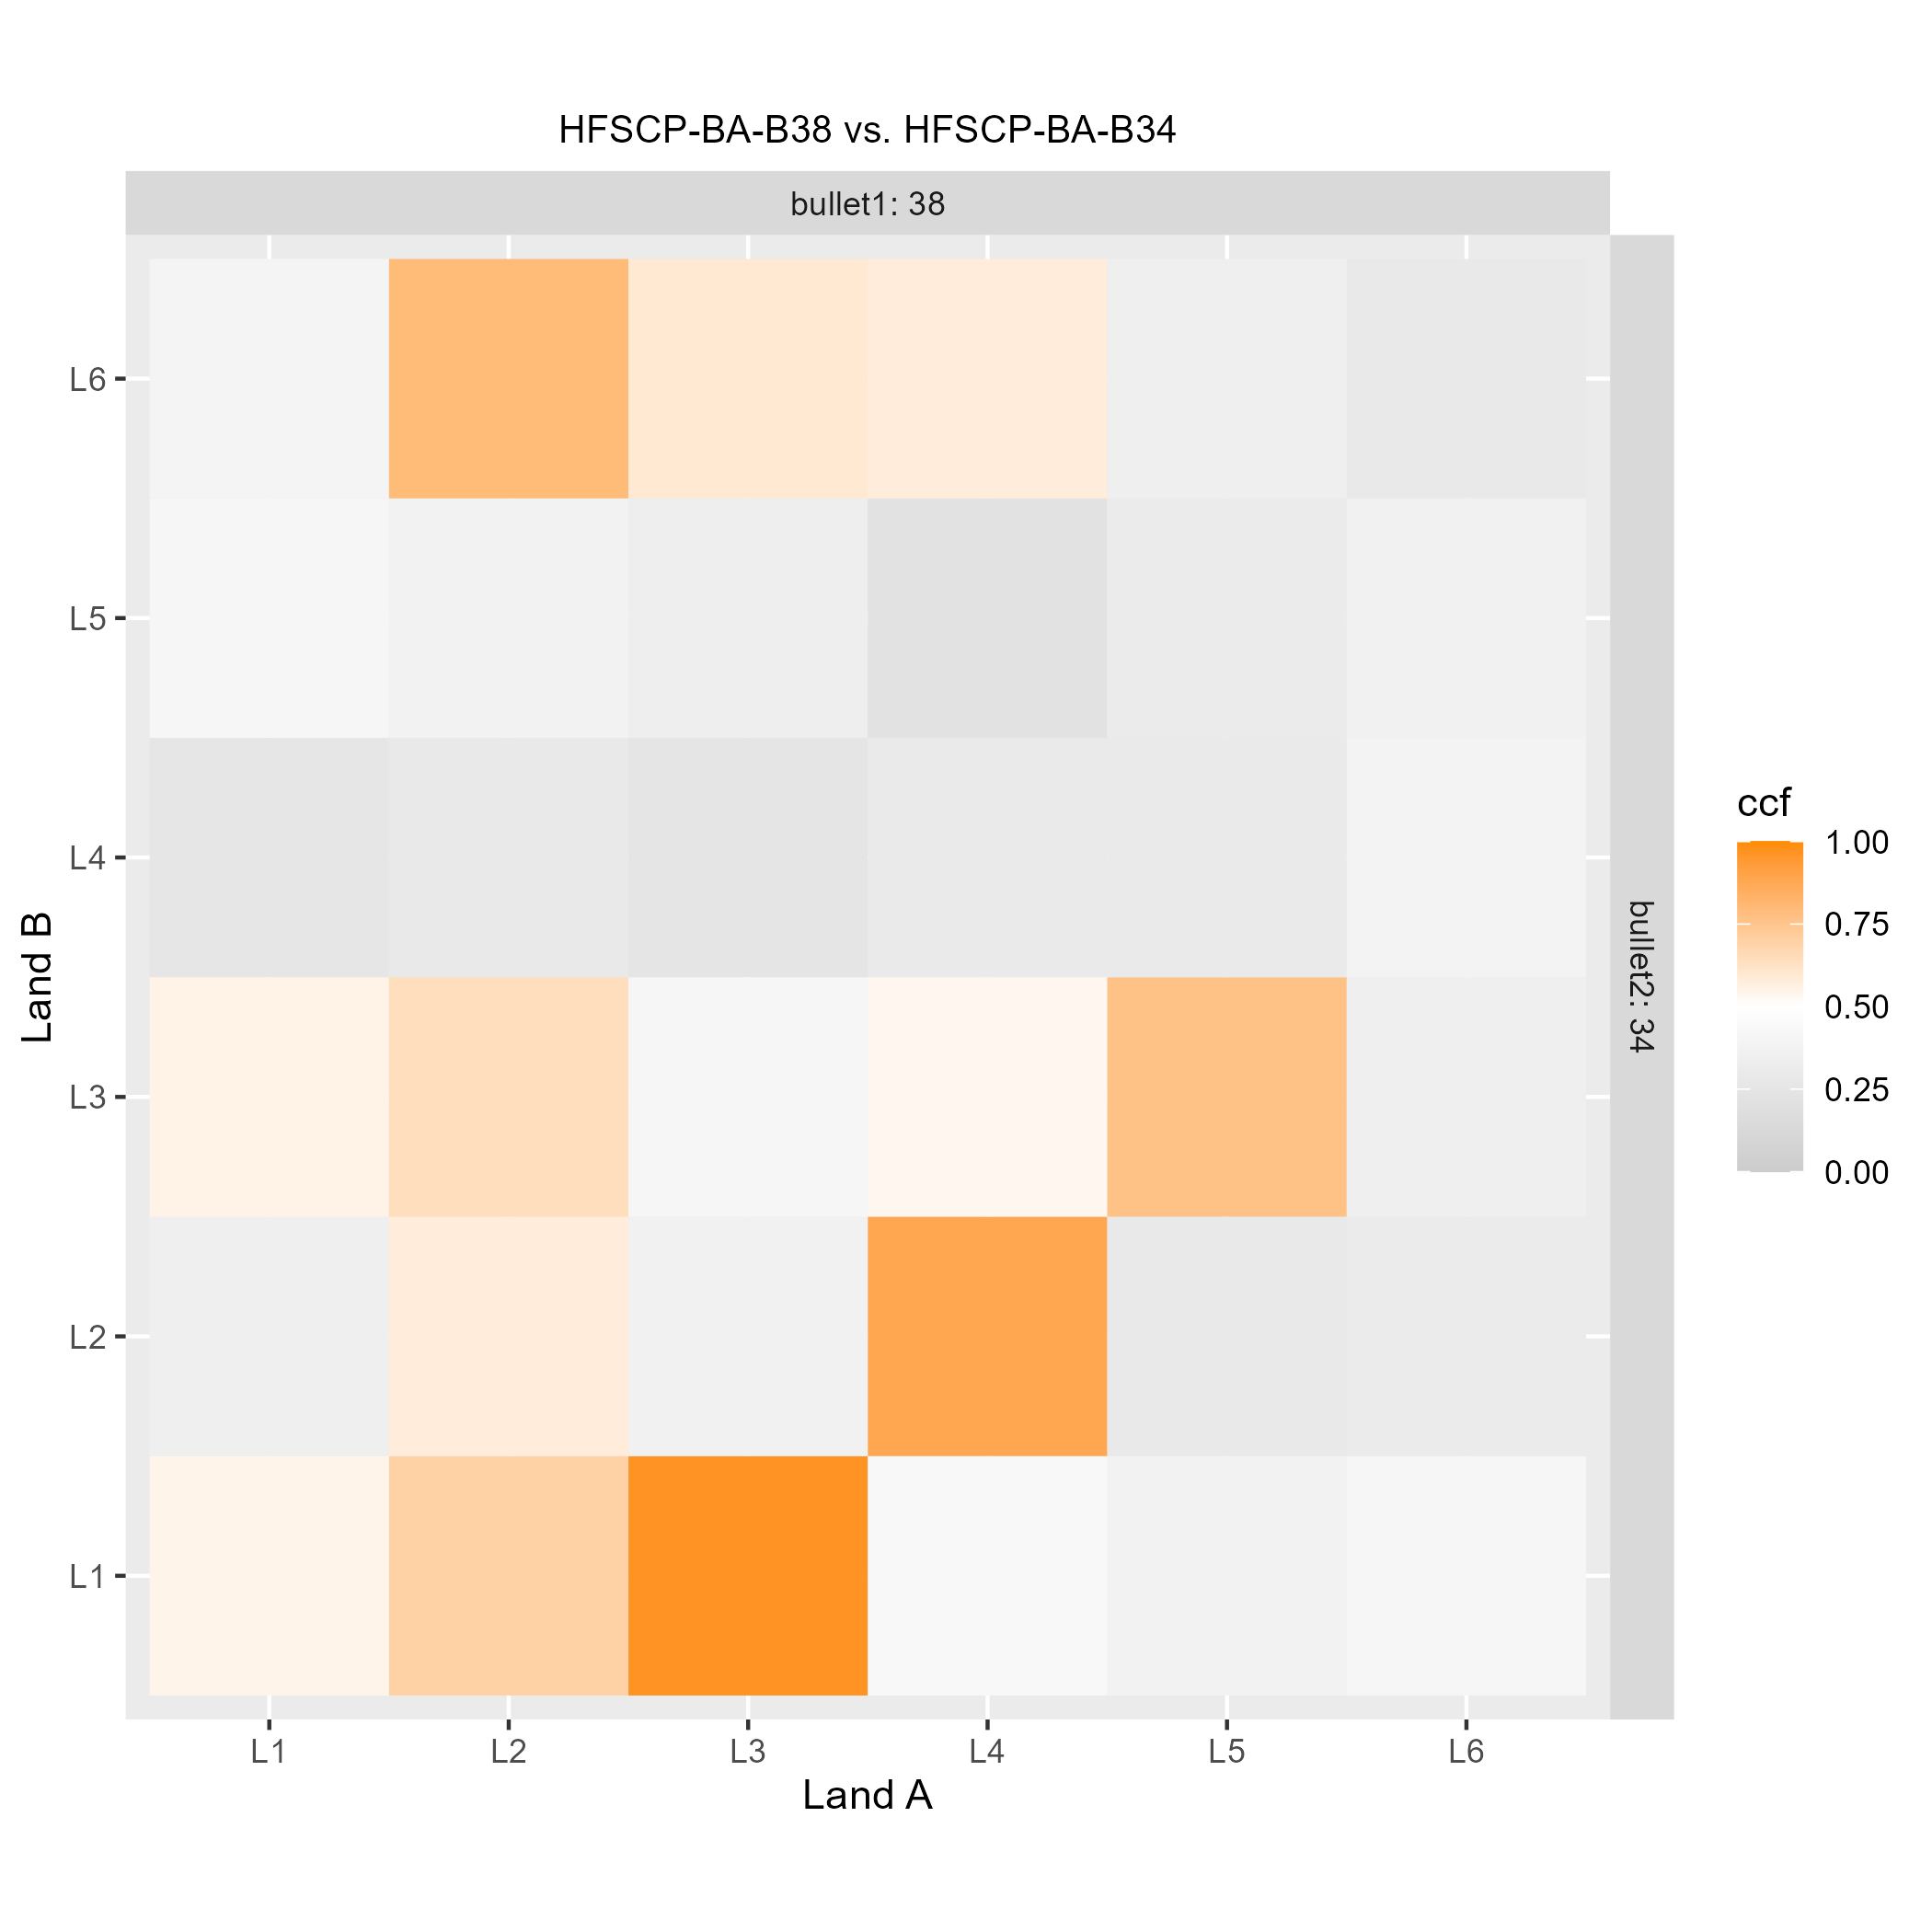 HFSCP-BA-B38 vs. HFSCP-BA-B34
bullet1: 38
L6
L5
L4
L3
L2
L1
Land B
bullet2: 34
L1 L2 L3 L4 L5 L6
Land A
ccf
1.00
0.75
0.50
0.25
0.00